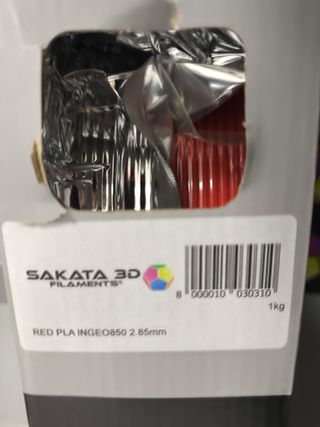 SAKATA 3D
FILAMENTS®
8 000010 030310
1kg
RED PLA INGEO850 2.85mm